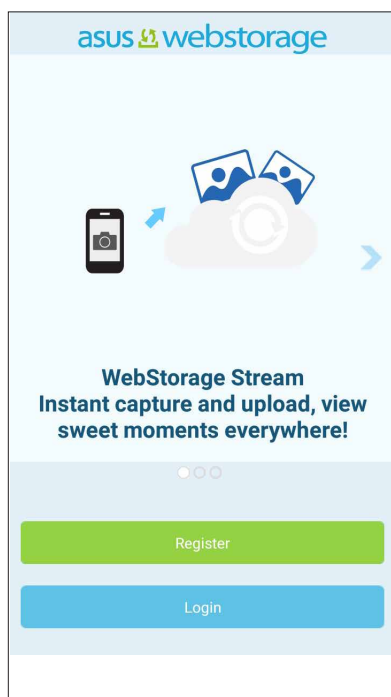 asus webstorage
WebStorage Stream
Instant capture and upload, view
sweet moments everywhere!
Register
Login